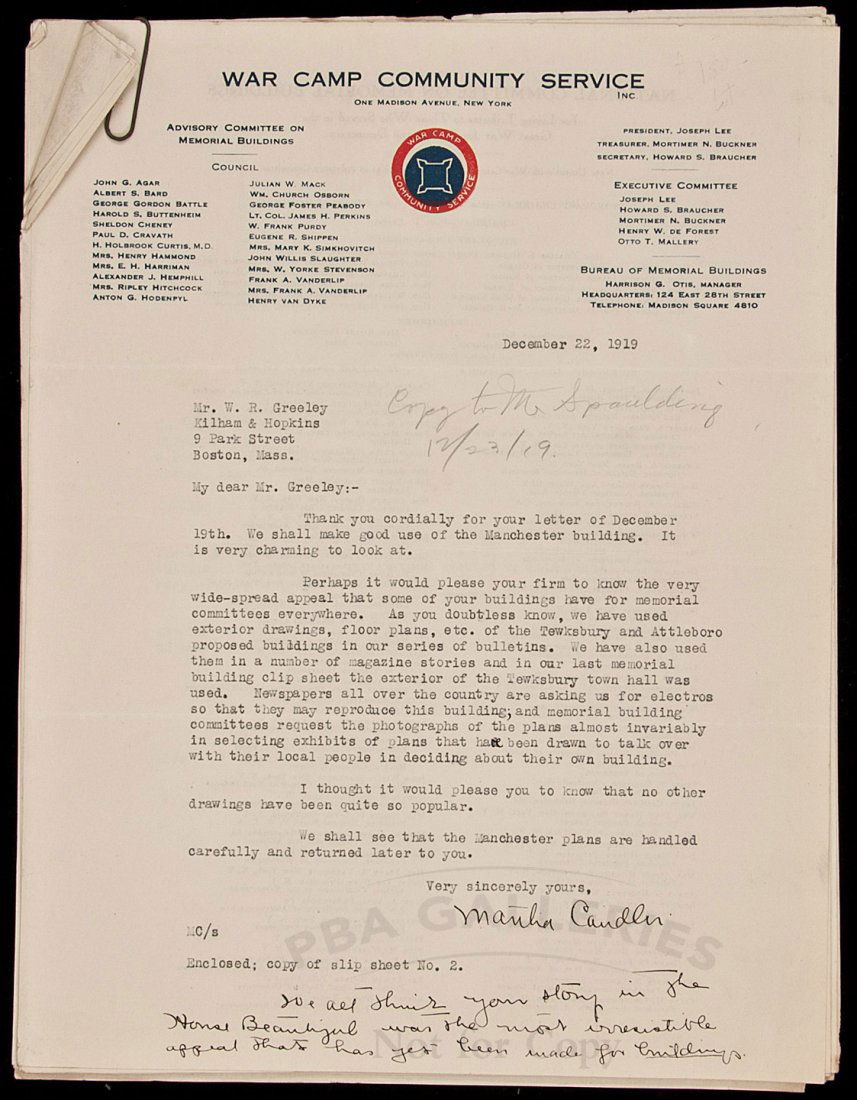 WAR CAMP COMMUNITY SERVICE
INC
ONE MADISON AVENUE, NEW YORK
ADVISORY COMMITTEE ON
MEMORIAL BUILDINGS
COUNCIL
JOHN G. AGAR
ALBERT S. BARD
GEORGE GORDON BATTLE
HAROLD S. BUTTENHEIM
SHELDON CHENEY
PAUL D. CRAVATH
H. HOLBROOK CURTIS, M.D.
MRS. HENRY HAMMOND
MRS. E. H. HARRIMAN
ALEXANDER J. HEMPHILL
MRS. RIPLEY HITCHCOCK
ANTON G. HODENPYL
JULIAN W. MACK
WM. CHURCH OSBORN
GEORGE FOSTER PEABODY
LT. COL. JAMES H. PERKINS
W. FRANK PURDY
EUGENE R. SHIPPEN
MRS. MARY K. SIMKHOVITCH
JOHN WILLIS SLAUGHTER
MRS. W. YORKE STEVENSON
FRANK A. VANDERLIP
MRS. FRANK A. VANDERLIP
HENRY VAN DYKE
WAR CAMP
COMMUNITY SERVICE
PRESIDENT, JOSEPH LEE
TREASURER, MORTIMER N. BUCKNER
SECRETARY, HOWARD S. BRAUCHER
EXECUTIVE COMMITTEE
JOSEPH LEE
HOWARD S. BRAUCHER
MORTIMER N. BUCKNER
HENRY W. DE FOREST
OTTO T. MALLERY
BUREAU OF MEMORIAL BUILDINGS
HARRISON G. OTIS, MANAGER
HEADQUARTERS: 124 EAST 28TH STREET
TELEPHONE: MADISON SQUARE 4810
December 22, 1919
Mr. W. R. Greeley
Kilham & Hopkins
9 Park Street
Boston, Mass.
Copy to Mr Spaulding
12/23/19.
My dear Mr. Greeley:-
Thank you cordially for your letter of December
19th. We shall make good use of the Manchester building. It
is very charming to look at.
Perhaps it would please your firm to know the very
wide-spread appeal that some of your buildings have for memorial
committees everywhere. As you doubtless know, we have used
exterior drawings, floor plans, etc. of the Tewksbury and Attleboro
proposed buildings in our series of bulletins. We have also used
them in a number of magazine stories and in our last memorial
building clip sheet the exterior of the Tewksbury town hall was
used. Newspapers all over the country are asking us for electros
so that they may reproduce this building; and memorial building
committees request the photographs of the plans almost invariably
in selecting exhibits of plans that been drawn to talk over
with their local people in deciding about their own building.
I thought it would please you to know that no other
drawings have been quite so popular.
We shall see that the Manchester plans are handled
carefully and returned later to you.
Very sincerely yours,
Martha Candler
MC/s
PBA GALLERIES
Enclosed; copy of slip sheet No. 2.
We all think your story in the
House Beautiful was the most irresistible
appeal that has yet been made for buildings.
Not for Copy